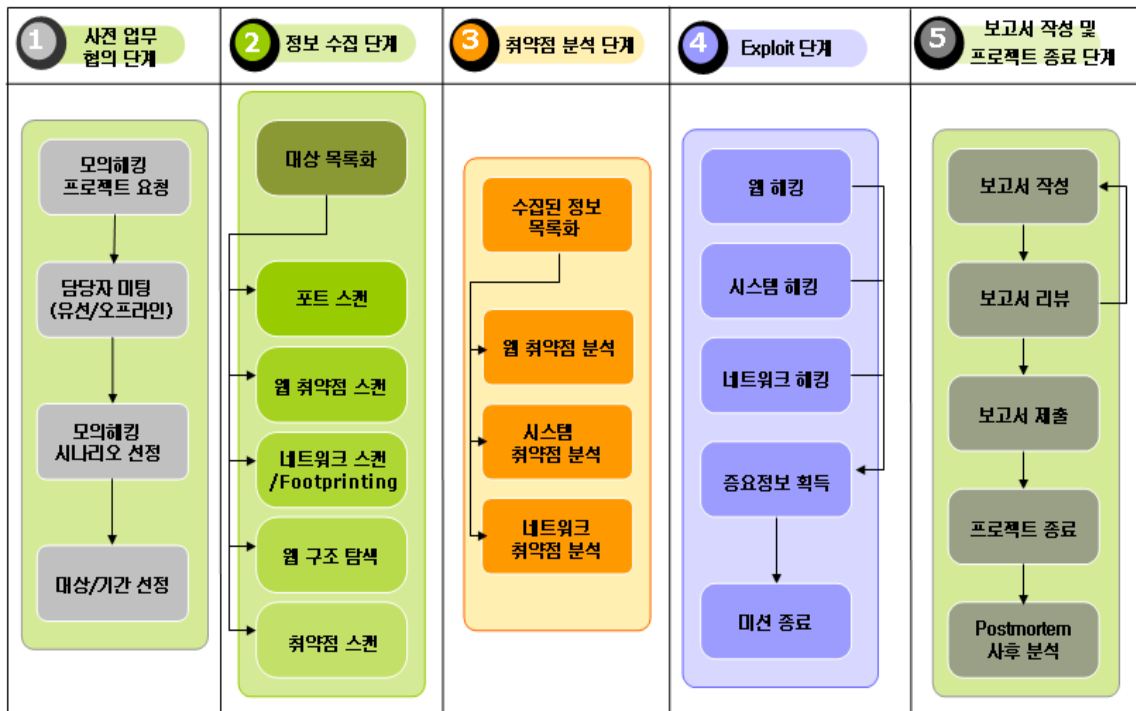 1
사전 업무
협의 단계
2
정보 수집 단계
3
취약점 분석 단계
4
Exploit 단계
5
보고서 작성 및
프로젝트 종료 단계
모의해킹
프로젝트 요청
담당자 미팅
(유선/오프라인)
모의해킹
시나리오 선정
대상/기간 선정
대상 목록화
포트 스캔
웹 취약점 스캔
네트워크 스캔
/Footprinting
웹 구조 탐색
취약점 스캔
수집된 정보
목록화
웹 취약점 분석
시스템
취약점 분석
네트워크
취약점 분석
웹 해킹
시스템 해킹
네트워크 해킹
증요정보 획득
미션 종료
보고서 작성
보고서 리뷰
보고서 제출
프로젝트 종료
Postmortem
사후 분석